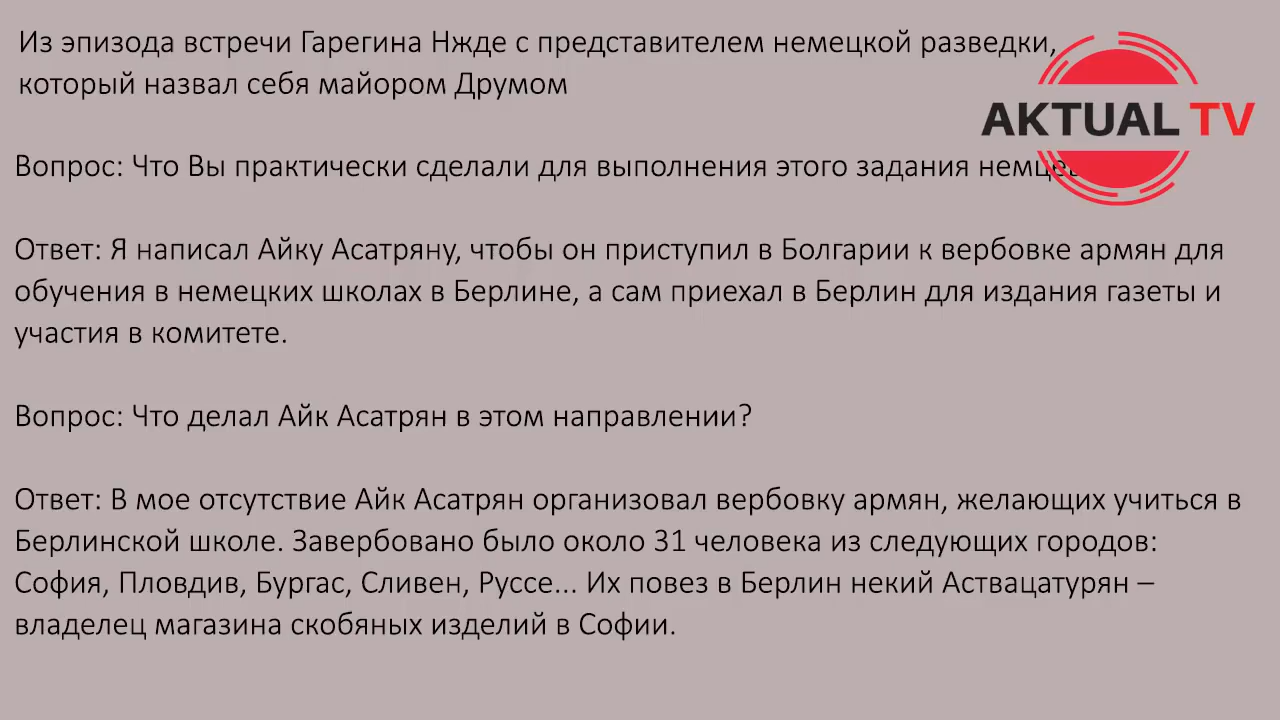 Из эпизода встречи Гарегина Нжде с представителем немецкой разведки,
который назвал себя майором Друмом
AKTUAL TV
Вопрос: Что Вы практически сделали для выполнения этого задания
Ответ: Я написал Айку Асатряну, чтобы он приступил в Болгарии к вербовке армян для
обучения в немецких школах в Берлине, а сам приехал в Берлин для издания газеты и
участия в комитете.
Вопрос: Что делал Айк Асатрян в этом направлении?
Ответ: В мое отсутствие Айк Асатрян организовал вербовку армян, желающих учиться в
Берлинской школе. Завербовано было около 31 человека из следующих городов:
София, Пловдив, Бургас, Сливен, Руссе... Их повез в Берлин некий Аствацатурян –
владелец магазина скобяных изделий в Софии.